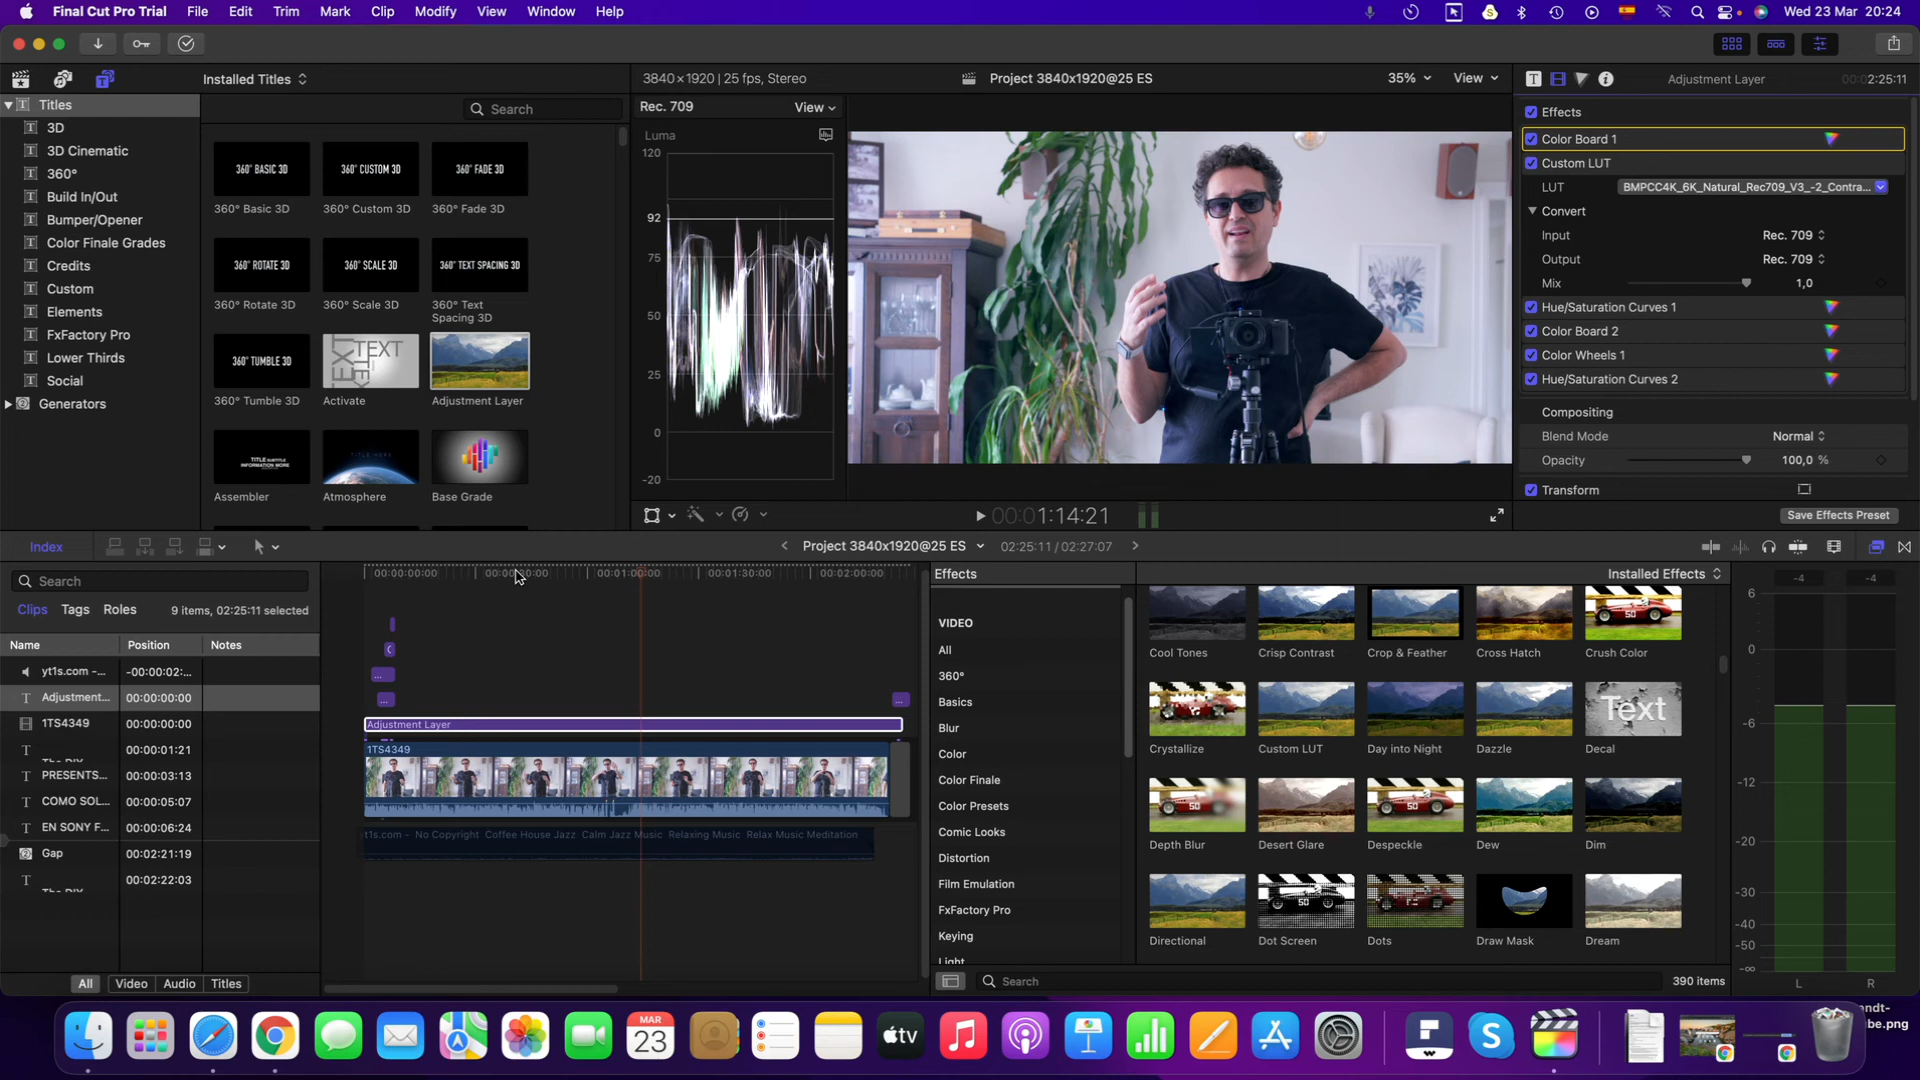 Final Cut Pro Trial File Edit Trim Mark Clip Modify View Window Help Wed 23 Mar 20:24
Installed Titles
3840×1920 | 25 fps, Stereo
Project 3840x1920@25 ES
35%
View
Adjustment Layer
00:02:25:11
Titles
3D
3D Cinematic
360°
Build In/Out
Bumper/Opener
Color Finale Grades
Credits
Custom
Elements
FxFactory Pro
Lower Thirds
Social
Generators
Search
360° BASIC 3D
360° CUSTOM 3D
360° FADE 3D
360° Basic 3D
360° Custom 3D
360° Fade 3D
360° ROTATE 3D
360° SCALE 3D
360° TEXT SPACING 3D
360° Rotate 3D
360° Scale 3D
360° Text
Spacing 3D
360° TUMBLE 3D
TEXT
360° Tumble 3D
Activate
Adjustment Layer
TITLE SUBTITLE
INFORMATION MORE
TITLE HERE
Assembler
Atmosphere
Base Grade
Rec. 709
View
Luma
120
92
75
50
25
0
-20
00:00:01:14:21
Effects
Color Board 1
Custom LUT
LUT
BMPCC4K_6K_Natural_Rec709_V3_-2_Contra...
Convert
Input
Rec. 709
Output
Rec. 709
Mix
1,0
Hue/Saturation Curves 1
Color Board 2
Color Wheels 1
Hue/Saturation Curves 2
Compositing
Blend Mode
Normal
Opacity
100,0 %
Transform
Save Effects Preset
Index
Project 3840x1920@25 ES
02:25:11 / 02:27:07
Search
Clips Tags Roles 9 items, 02:25:11 selected
Name Position Notes
yt1s.com -... -00:00:02:...
Adjustment... 00:00:00:00
1TS4349 00:00:00:00
00:00:01:21
PRESENTS... 00:00:03:13
COMO SOL... 00:00:05:07
EN SONY F... 00:00:06:24
Gap 00:02:21:19
00:02:22:03
All Video Audio Titles
00:00:00:00
00:00:30:00
00:01:00:00
00:01:30:00
00:02:00:00
Adjustment Layer
1TS4349
t1s.com - No Copyright Coffee House Jazz Calm Jazz Music Relaxing Music Relax Music Meditation
Effects
Installed Effects
VIDEO
All
360°
Basics
Blur
Color
Color Finale
Color Presets
Comic Looks
Distortion
Film Emulation
FxFactory Pro
Keying
Light
Cool Tones
Crisp Contrast
Crop & Feather
Cross Hatch
Crush Color
50
Text
Crystallize
Custom LUT
Day into Night
Dazzle
Decal
Depth Blur
Desert Glare
Despeckle
Dew
Dim
Directional
Dot Screen
Dots
Draw Mask
Dream
Search
390 items
-4
-4
6
0
-6
-12
-20
-30
-40
-50
-∞
L
R
MAR
23
tv